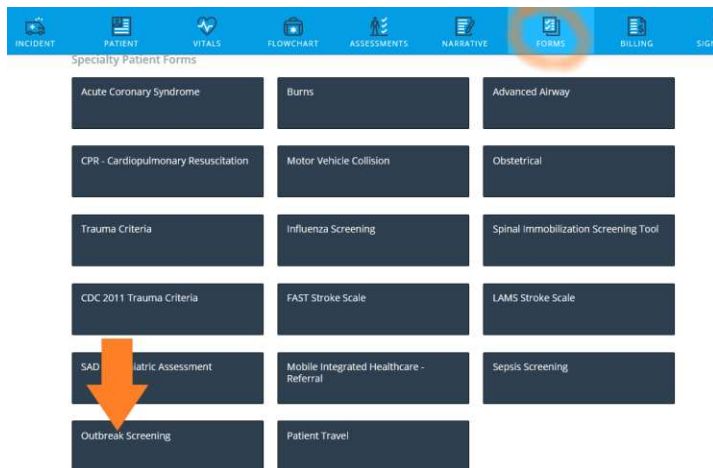 INCIDENT PATIENT VITALS FLOWCHART ASSESSMENTS NARRATIVE FORMS BILLING
Specialty Patient Forms
Acute Coronary Syndrome
Burns
Advanced Airway
CPR - Cardiopulmonary Resuscitation
Motor Vehicle Collision
Obstetrical
Trauma Criteria
Influenza Screening
Spinal Immobilization Screening Tool
CDC 2011 Trauma Criteria
FAST Stroke Scale
LAMS Stroke Scale
SAD Assessment
Mobile Integrated Healthcare -
Referral
Sepsis Screening
Outbreak Screening
Patient Travel